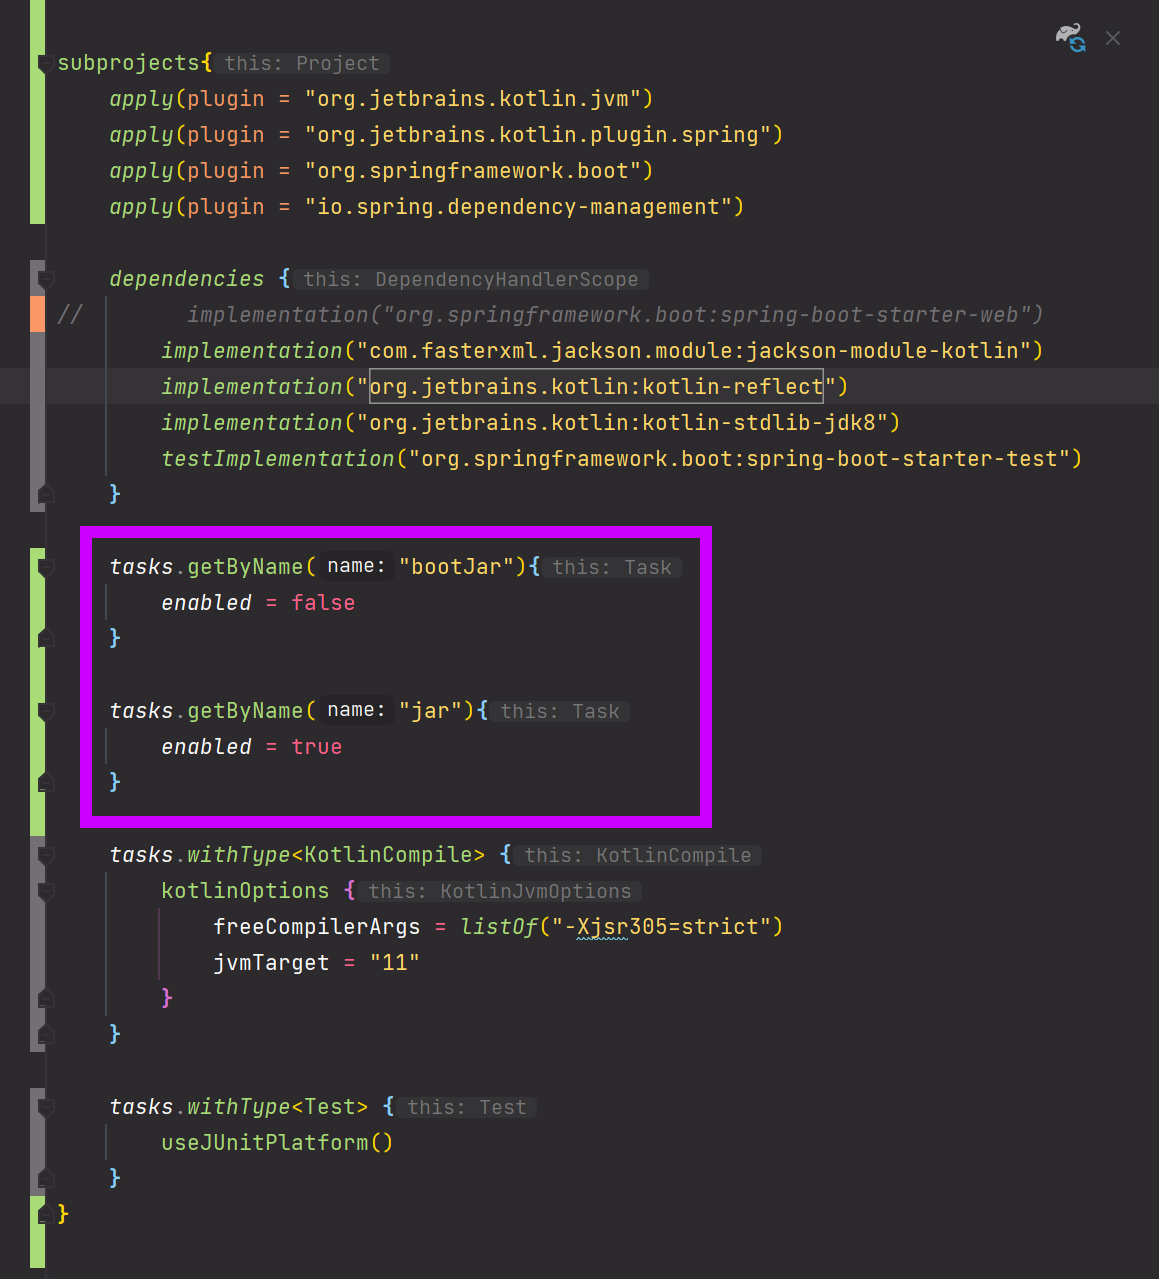 subprojects{ this: Project
apply(plugin = "org.jetbrains.kotlin.jvm")
apply(plugin = "org.jetbrains.kotlin.plugin.spring")
apply(plugin = "org.springframework.boot")
apply(plugin = "io.spring.dependency-management")
dependencies { this: DependencyHandlerScope
// implementation("org.springframework.boot:spring-boot-starter-web")
implementation("com.fasterxml.jackson.module:jackson-module-kotlin")
implementation("org.jetbrains.kotlin:kotlin-reflect")
implementation("org.jetbrains.kotlin:kotlin-stdlib-jdk8")
testImplementation("org.springframework.boot:spring-boot-starter-test")
}
tasks.getByName( name: "bootJar"){ this: Task
enabled = false
}
tasks.getByName( name: "jar"){ this: Task
enabled = true
}
tasks.withType<KotlinCompile> { this: KotlinCompile
kotlinOptions { this: KotlinJvmOptions
freeCompilerArgs = listOf("-Xjsr305=strict")
jvmTarget = "11"
}
}
tasks.withType<Test> { this: Test
useJUnitPlatform()
}
}